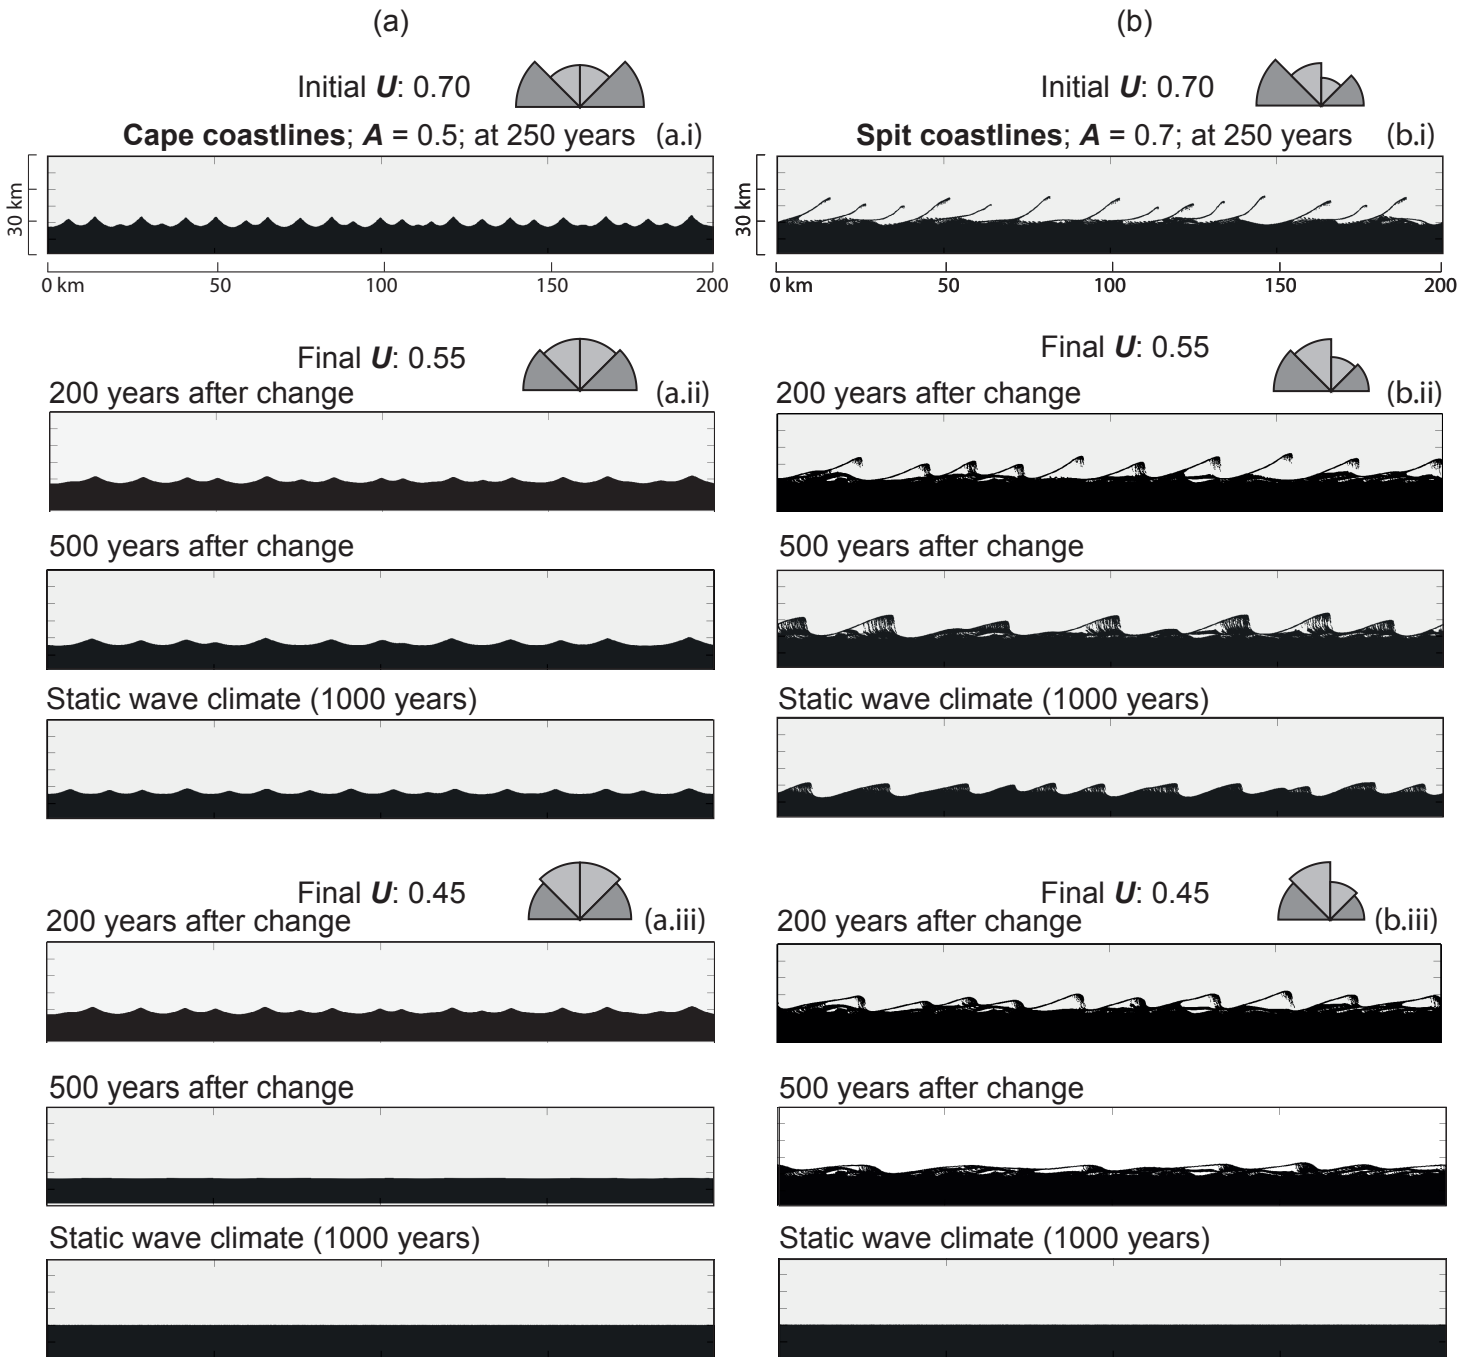 (a)
(b)
Initial U: 0.70
Initial U: 0.70
Cape coastlines; A = 0.5; at 250 years (a.i)
Spit coastlines; A = 0.7; at 250 years (b.i)
30 km
30 km
0 km 50 100 150 200
0 km 50 100 150 200
Final U: 0.55
Final U: 0.55
200 years after change (a.ii)
200 years after change (b.ii)
500 years after change
500 years after change
Static wave climate (1000 years)
Static wave climate (1000 years)
Final U: 0.45
Final U: 0.45
200 years after change (a.iii)
200 years after change (b.iii)
500 years after change
500 years after change
Static wave climate (1000 years)
Static wave climate (1000 years)